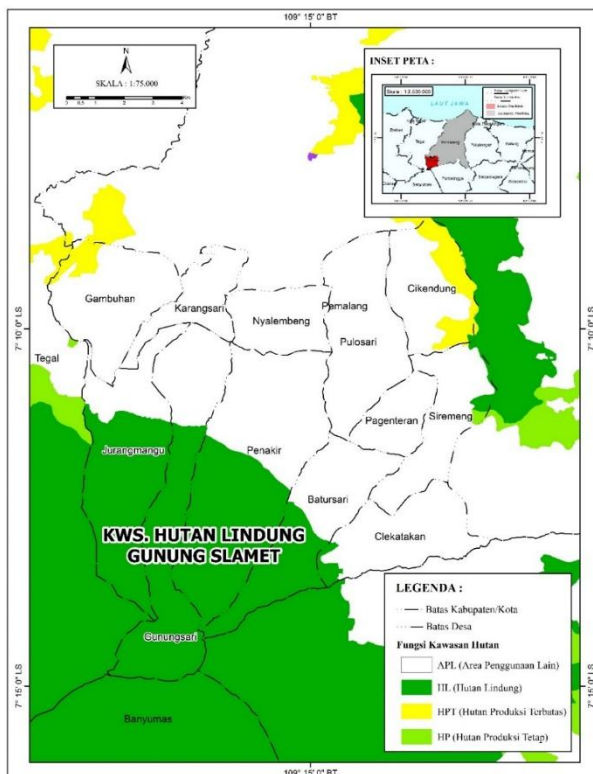 109° 15' 0" BT
N
SKALA : 1:75.000
INSET PETA :
LAUT JAWA
Tegal
Cikendung
Gambuhan
Karangsari
Nyalembeng
Pemalang
Pulosari
7° 10' 0" LS
7° 10' 0" LS
Tegal
Pagenteran
Siremeng
Jurangmangu
Penakir
Batursari
Clekatakan
KWS. HUTAN LINDUNG
GUNUNG SLAMET
Gunungsari
Banyumas
7° 15' 0" LS
7° 15' 0" LS
LEGENDA :
Batas Kabupaten/Kota
Batas Desa
Fungsi Kawasan Hutan
APL (Area Penggunaan Lain)
HL (Hutan Lindung)
HPT (Hutan Produksi Terbatas)
HP (Hutan Produksi Tetap)
109° 15' 0" BT